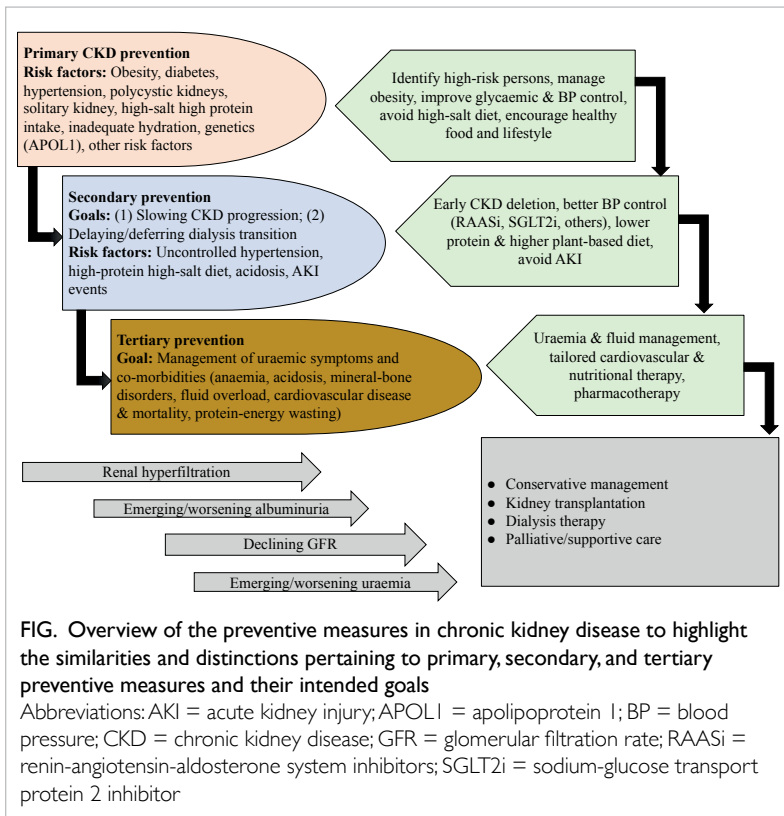 Primary CKD prevention
Risk factors: Obesity, diabetes,
hypertension, polycystic kidneys,
solitary kidney, high-salt high protein
intake, inadequate hydration, genetics
(APOL1), other risk factors
Identify high-risk persons, manage
obesity, improve glycaemic & BP control,
avoid high-salt diet, encourage healthy
food and lifestyle
Secondary prevention
Goals: (1) Slowing CKD progression; (2)
Delaying/deferring dialysis transition
Risk factors: Uncontrolled hypertension,
high-protein high-salt diet, acidosis, AKI
events
Early CKD deletion, better BP control
(RAASi, SGLT2i, others), lower
protein & higher plant-based diet,
avoid AKI
Tertiary prevention
Goal: Management of uraemic symptoms and
co-morbidities (anaemia, acidosis, mineral-bone
disorders, fluid overload, cardiovascular disease
& mortality, protein-energy wasting)
Uraemia & fluid management,
tailored cardiovascular &
nutritional therapy,
pharmacotherapy
Renal hyperfiltration
Emerging/worsening albuminuria
Declining GFR
Emerging/worsening uraemia
● Conservative management
● Kidney transplantation
● Dialysis therapy
● Palliative/supportive care
FIG. Overview of the preventive measures in chronic kidney disease to highlight
the similarities and distinctions pertaining to primary, secondary, and tertiary
preventive measures and their intended goals
Abbreviations: AKI = acute kidney injury; APOL1 = apolipoprotein 1; BP = blood
pressure; CKD = chronic kidney disease; GFR = glomerular filtration rate; RAASi =
renin-angiotensin-aldosterone system inhibitors; SGLT2i = sodium-glucose transport
protein 2 inhibitor